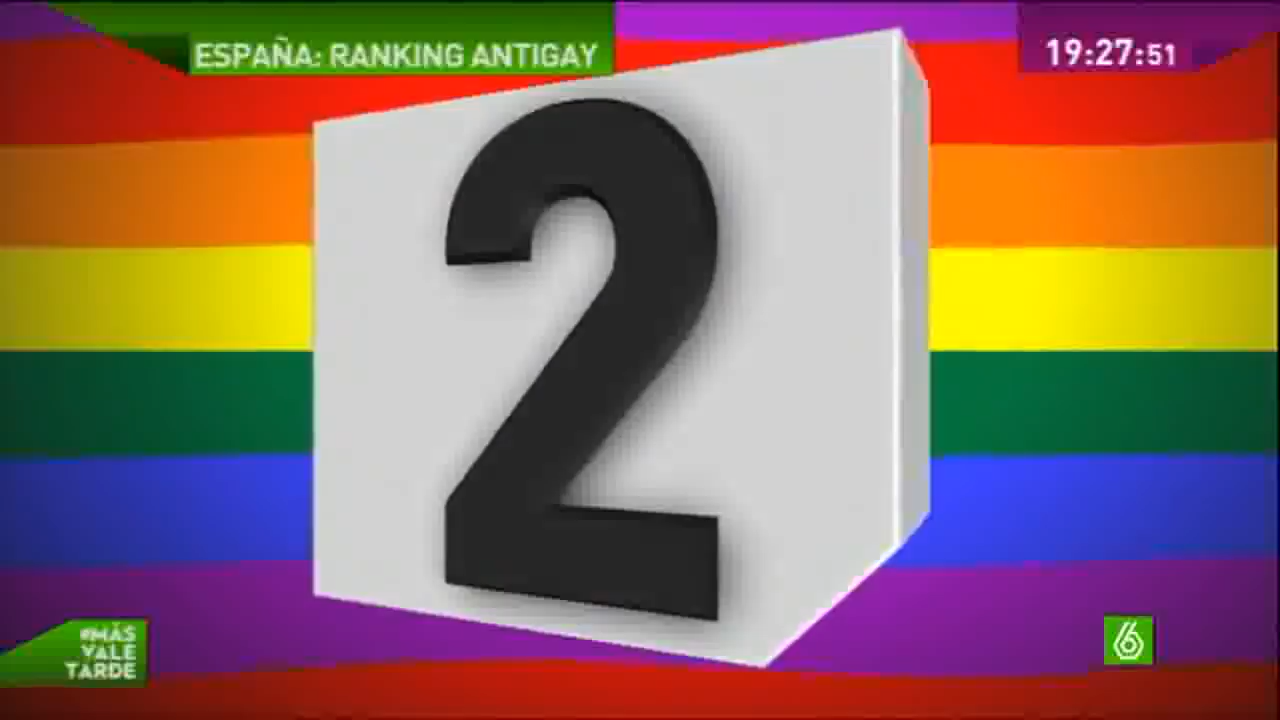 ESPAÑA: RANKING ANTIGAY
19:27:51
2
#MÁS
VALE
TARDE
6